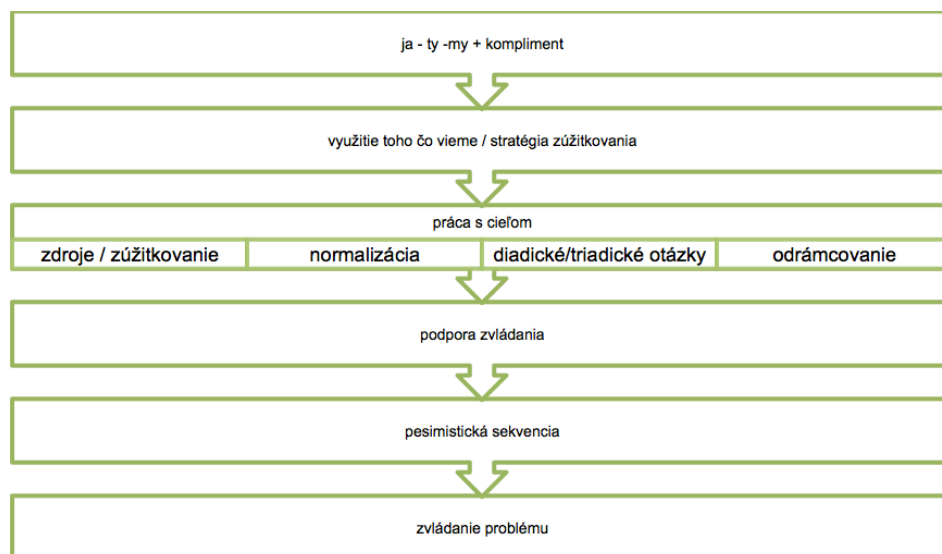 ja - ty -my + kompliment
využitie toho čo vieme / stratégia zúžitkovania
práca s cieľom
zdroje / zúžitkovanie
normalizácia
diadické/triadické otázky
odrámcovanie
podpora zvládania
pesimistická sekvencia
zvládanie problému